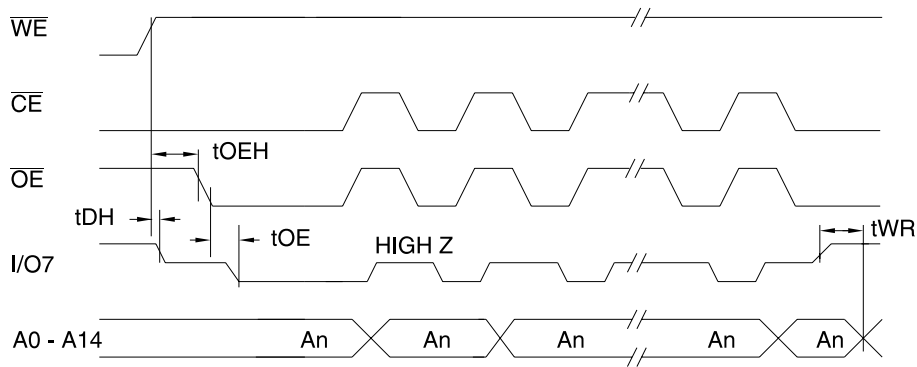 WE
CE
OE
tOEH
tDH
tOE
tWR
I/O7
HIGH Z
A0 - A14
An
An
An
An
An